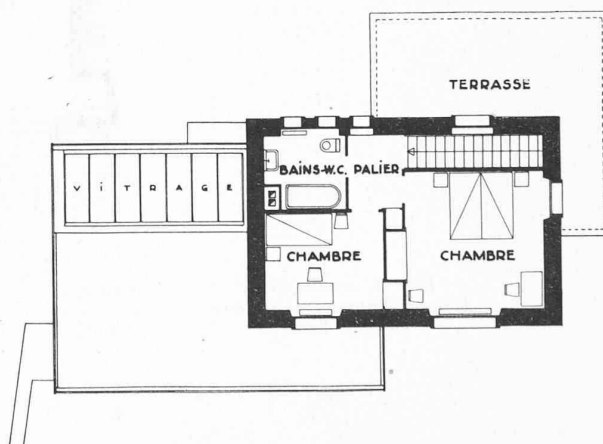 TERRASSE
BAINS-W.C. PALIER
VITRAGE
CHAMBRE
CHAMBRE